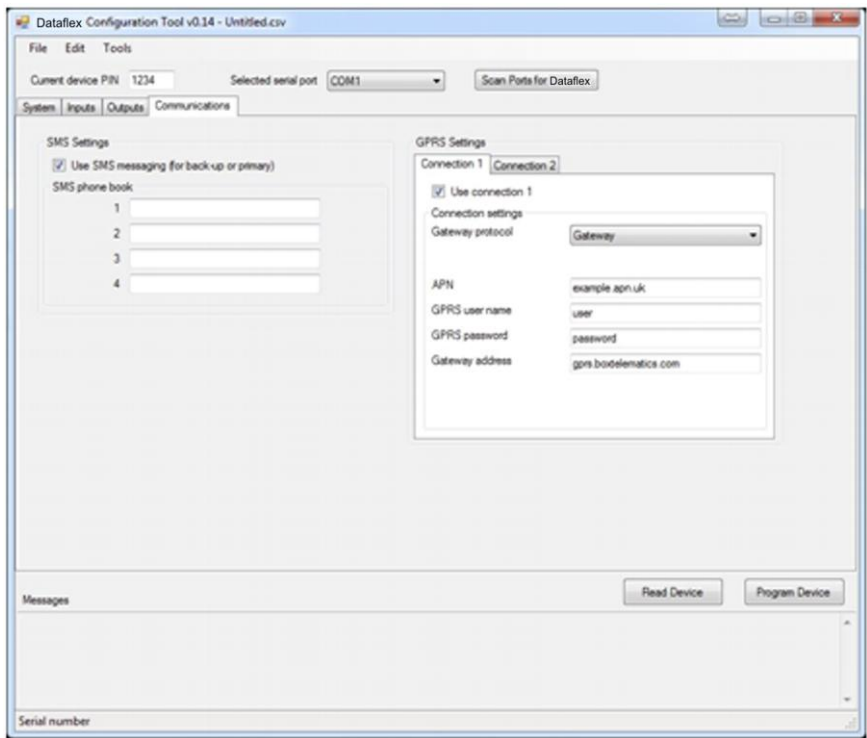 Dataflex Configuration Tool v0.14 - Untitled.csv
File Edit Tools
Current device PIN 1234 Selected serial port COM1 Scan Ports for Dataflex
System Inputs Outputs Communications
SMS Settings
Use SMS messaging (for back-up or primary)
SMS phone book
1
2
3
4
GPRS Settings
Connection 1 Connection 2
Use connection 1
Connection settings
Gateway protocol Gateway
APN example.apn.uk
GPRS user name user
GPRS password password
Gateway address gprs.boxtelematics.com
Read Device Program Device
Messages
Serial number